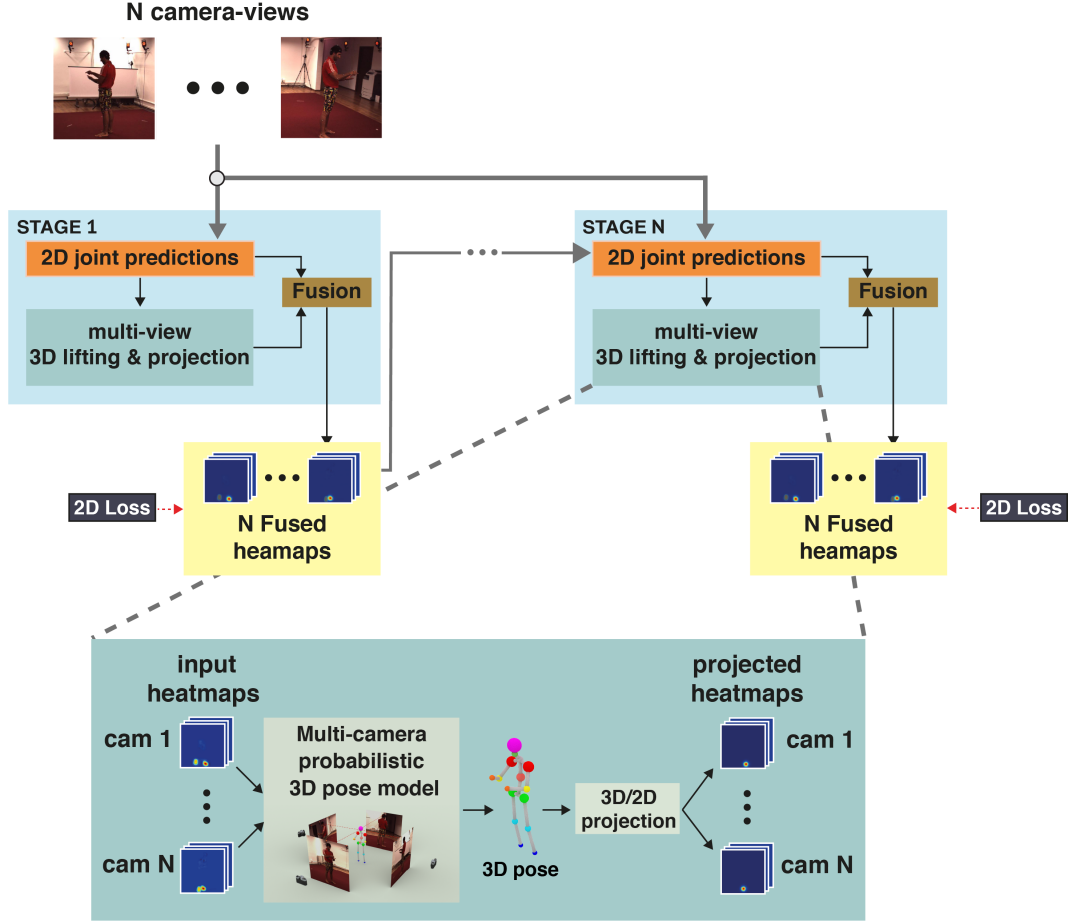 N camera-views
STAGE 1
2D joint predictions
Fusion
multi-view
3D lifting & projection
STAGE N
2D joint predictions
Fusion
multi-view
3D lifting & projection
2D Loss
N Fused
heamaps
N Fused
heamaps
2D Loss
input
heatmaps
cam 1
cam N
Multi-camera
probabilistic
3D pose model
3D pose
3D/2D
projection
projected
heatmaps
cam 1
cam N